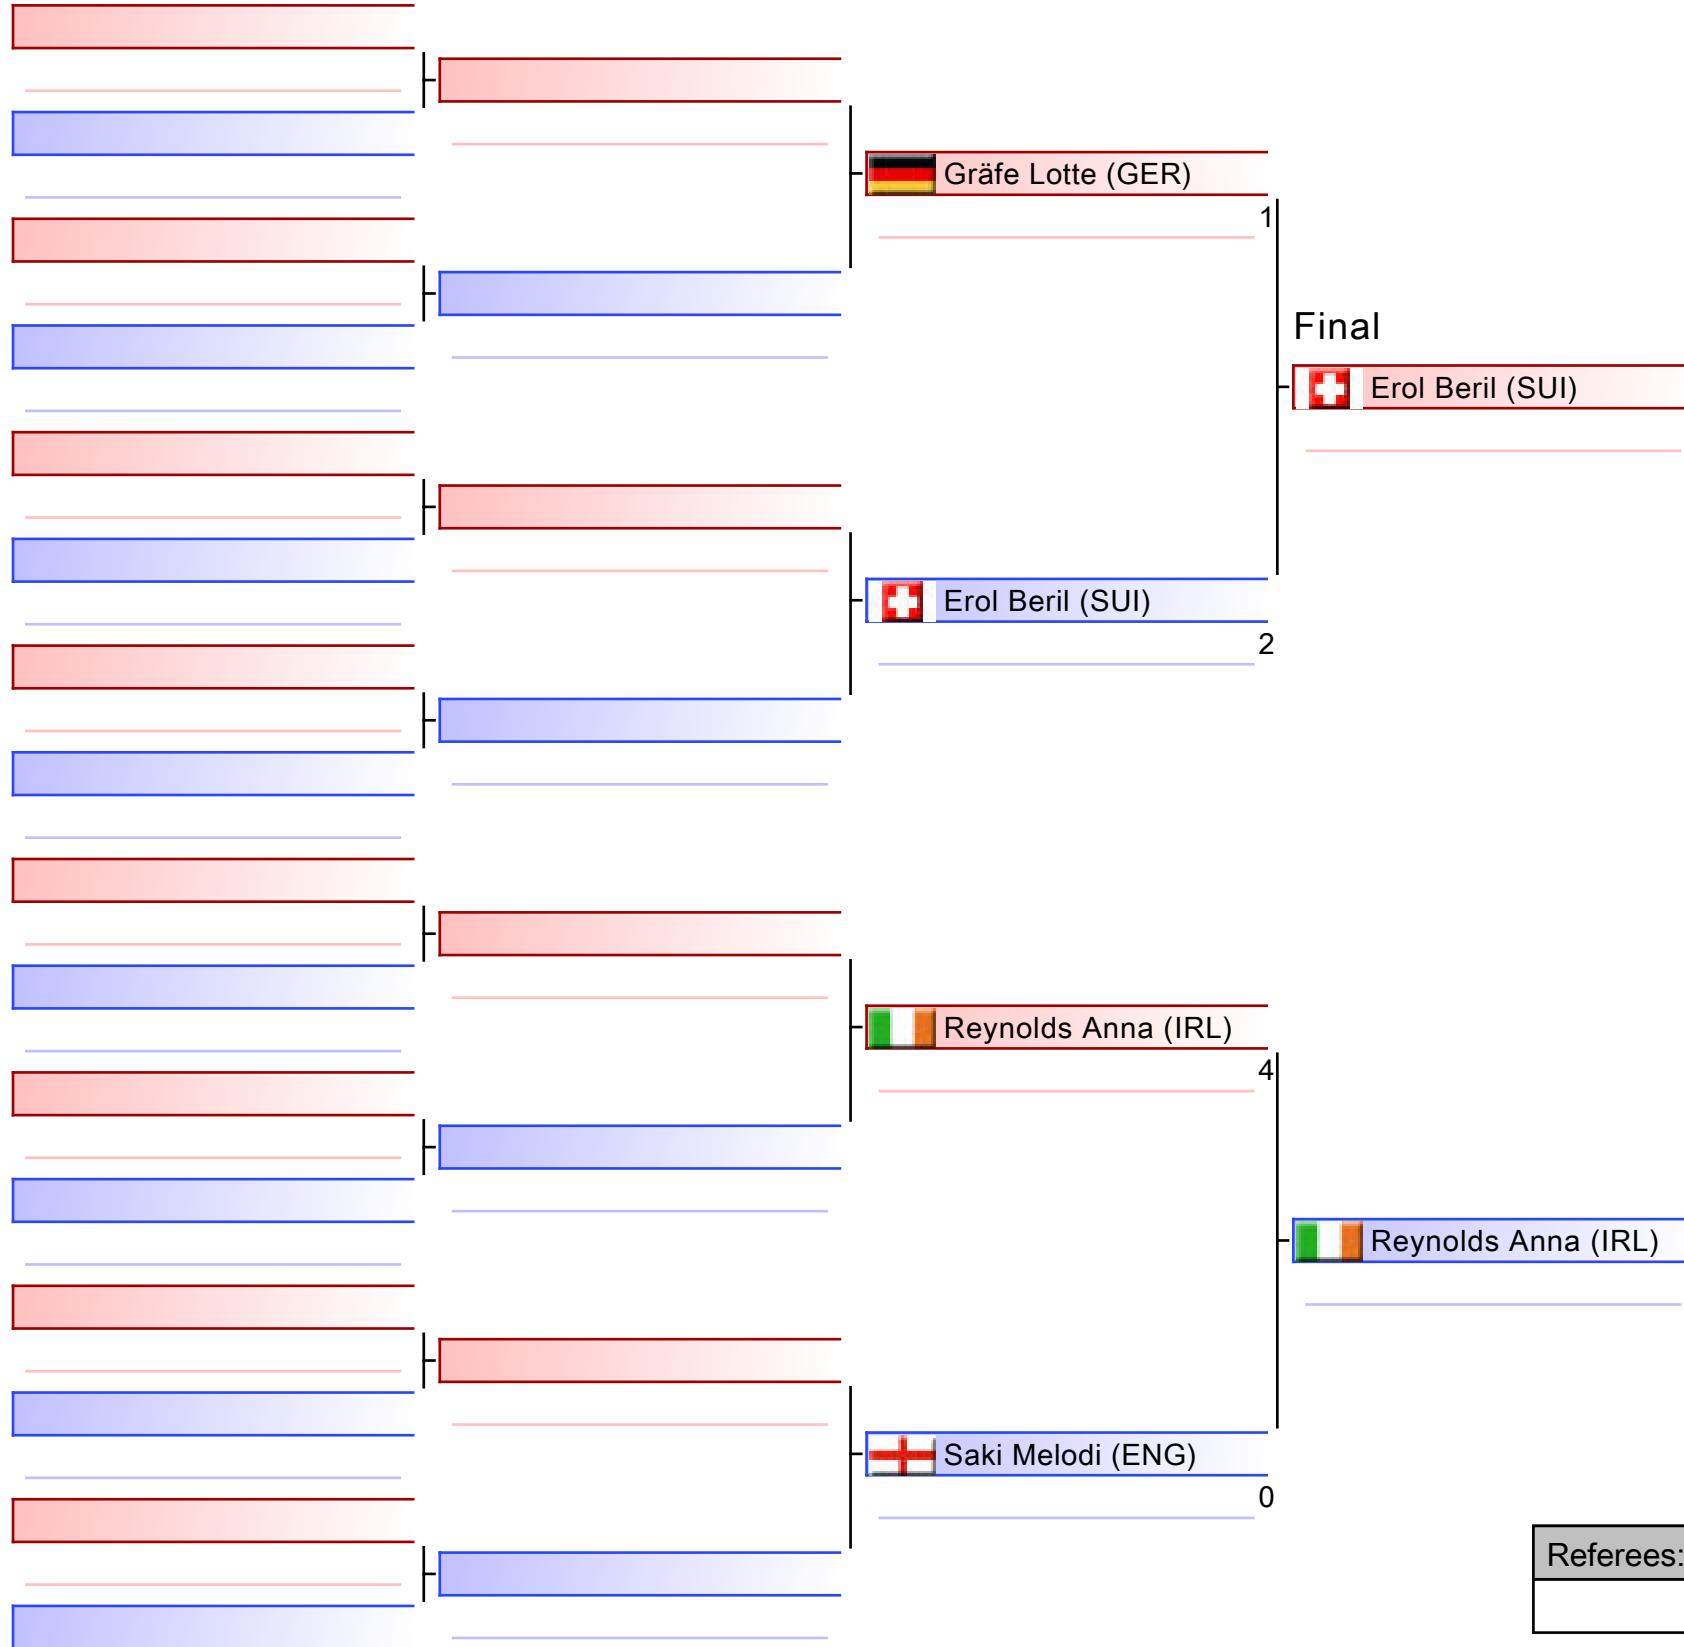 Gräfe Lotte (GER)
1
Final
Erol Beril (SUI)
Erol Beril (SUI)
2
Reynolds Anna (IRL)
4
Reynolds Anna (IRL)
Saki Melodi (ENG)
0
Referees: